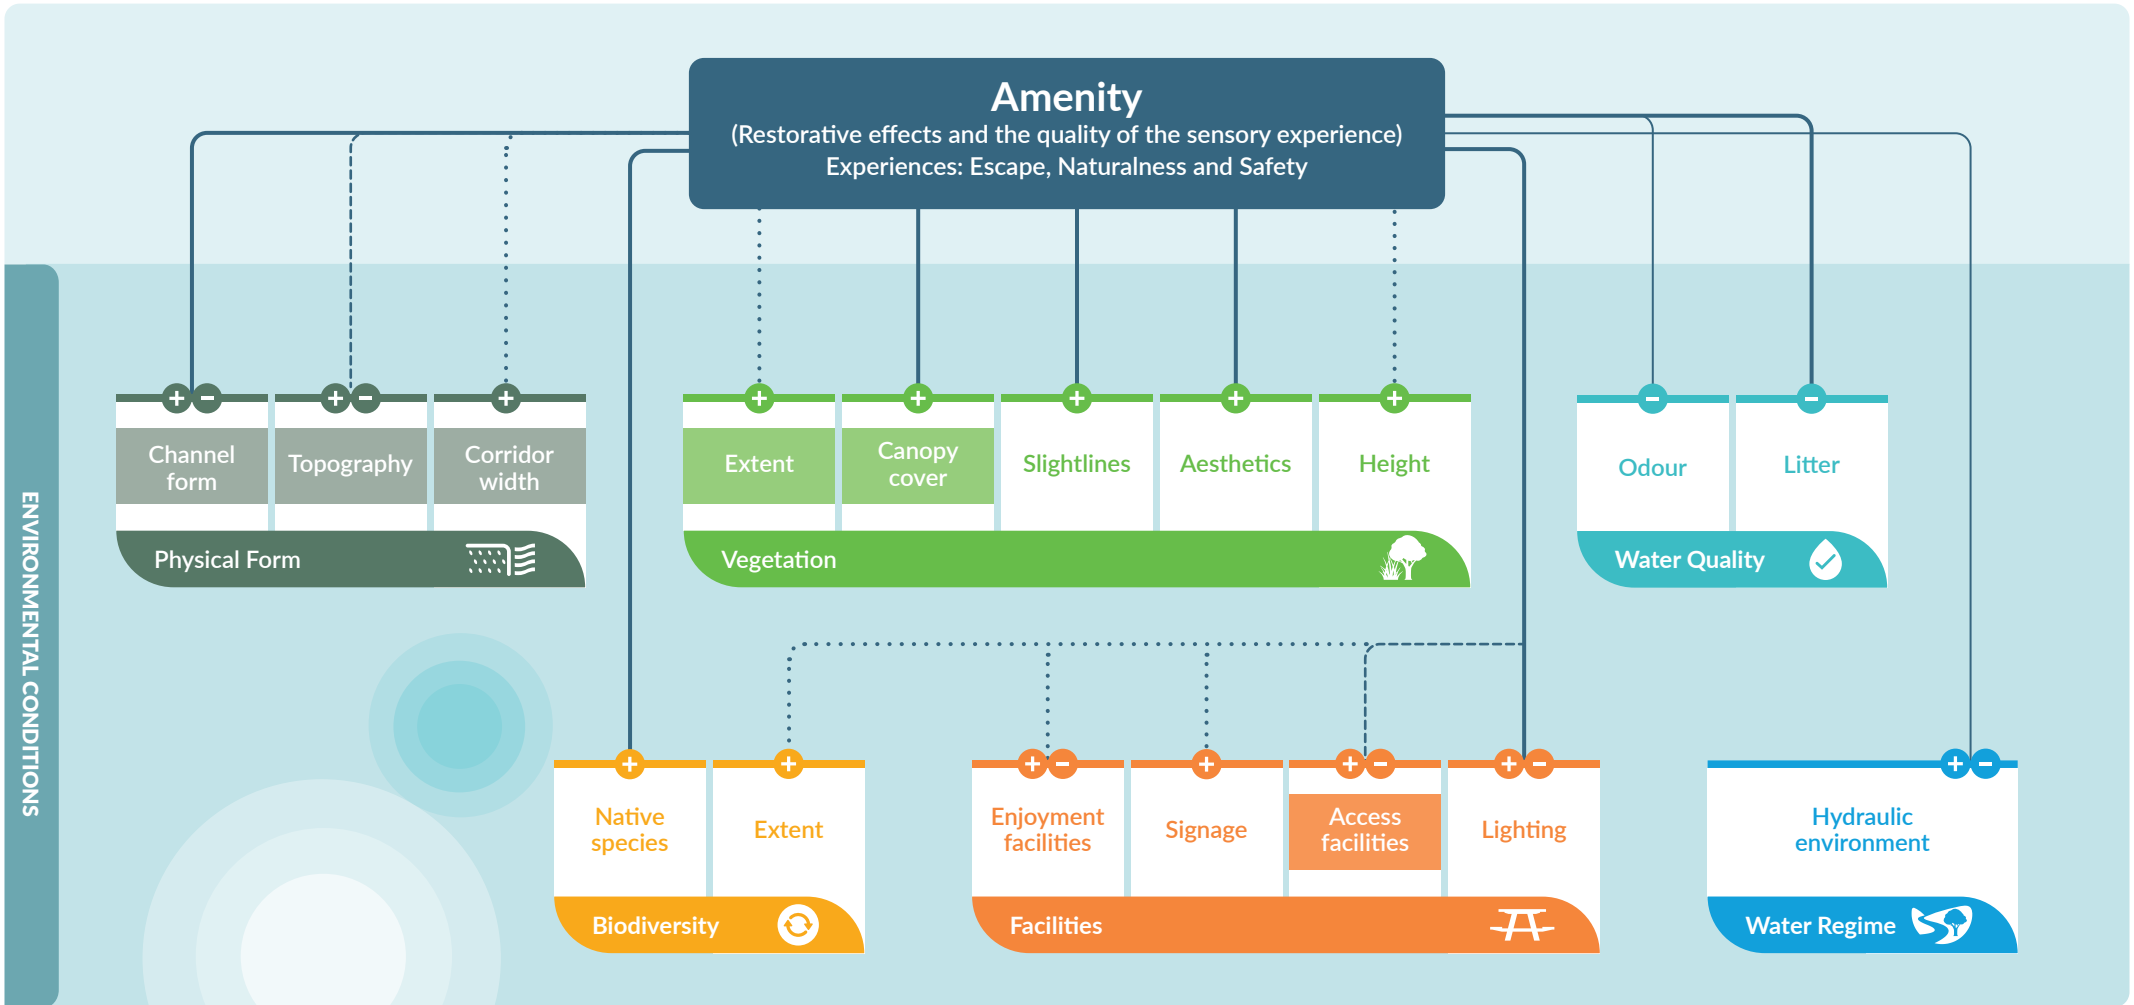 Amenity
(Restorative effects and the quality of the sensory experience)
Experiences: Escape, Naturalness and Safety
ENVIRONMENTAL CONDITIONS
+ −
+ −
+
Channel
form
Topography
Corridor
width
Physical Form
+
+
+
+
+
Extent
Canopy
cover
Slightlines
Aesthetics
Height
Vegetation
−
−
Odour
Litter
Water Quality
+
+
Native
species
Extent
Biodiversity
+ −
+
+ −
+ −
Enjoyment
facilities
Signage
Access
facilities
Lighting
Facilities
+ −
Hydraulic
environment
Water Regime